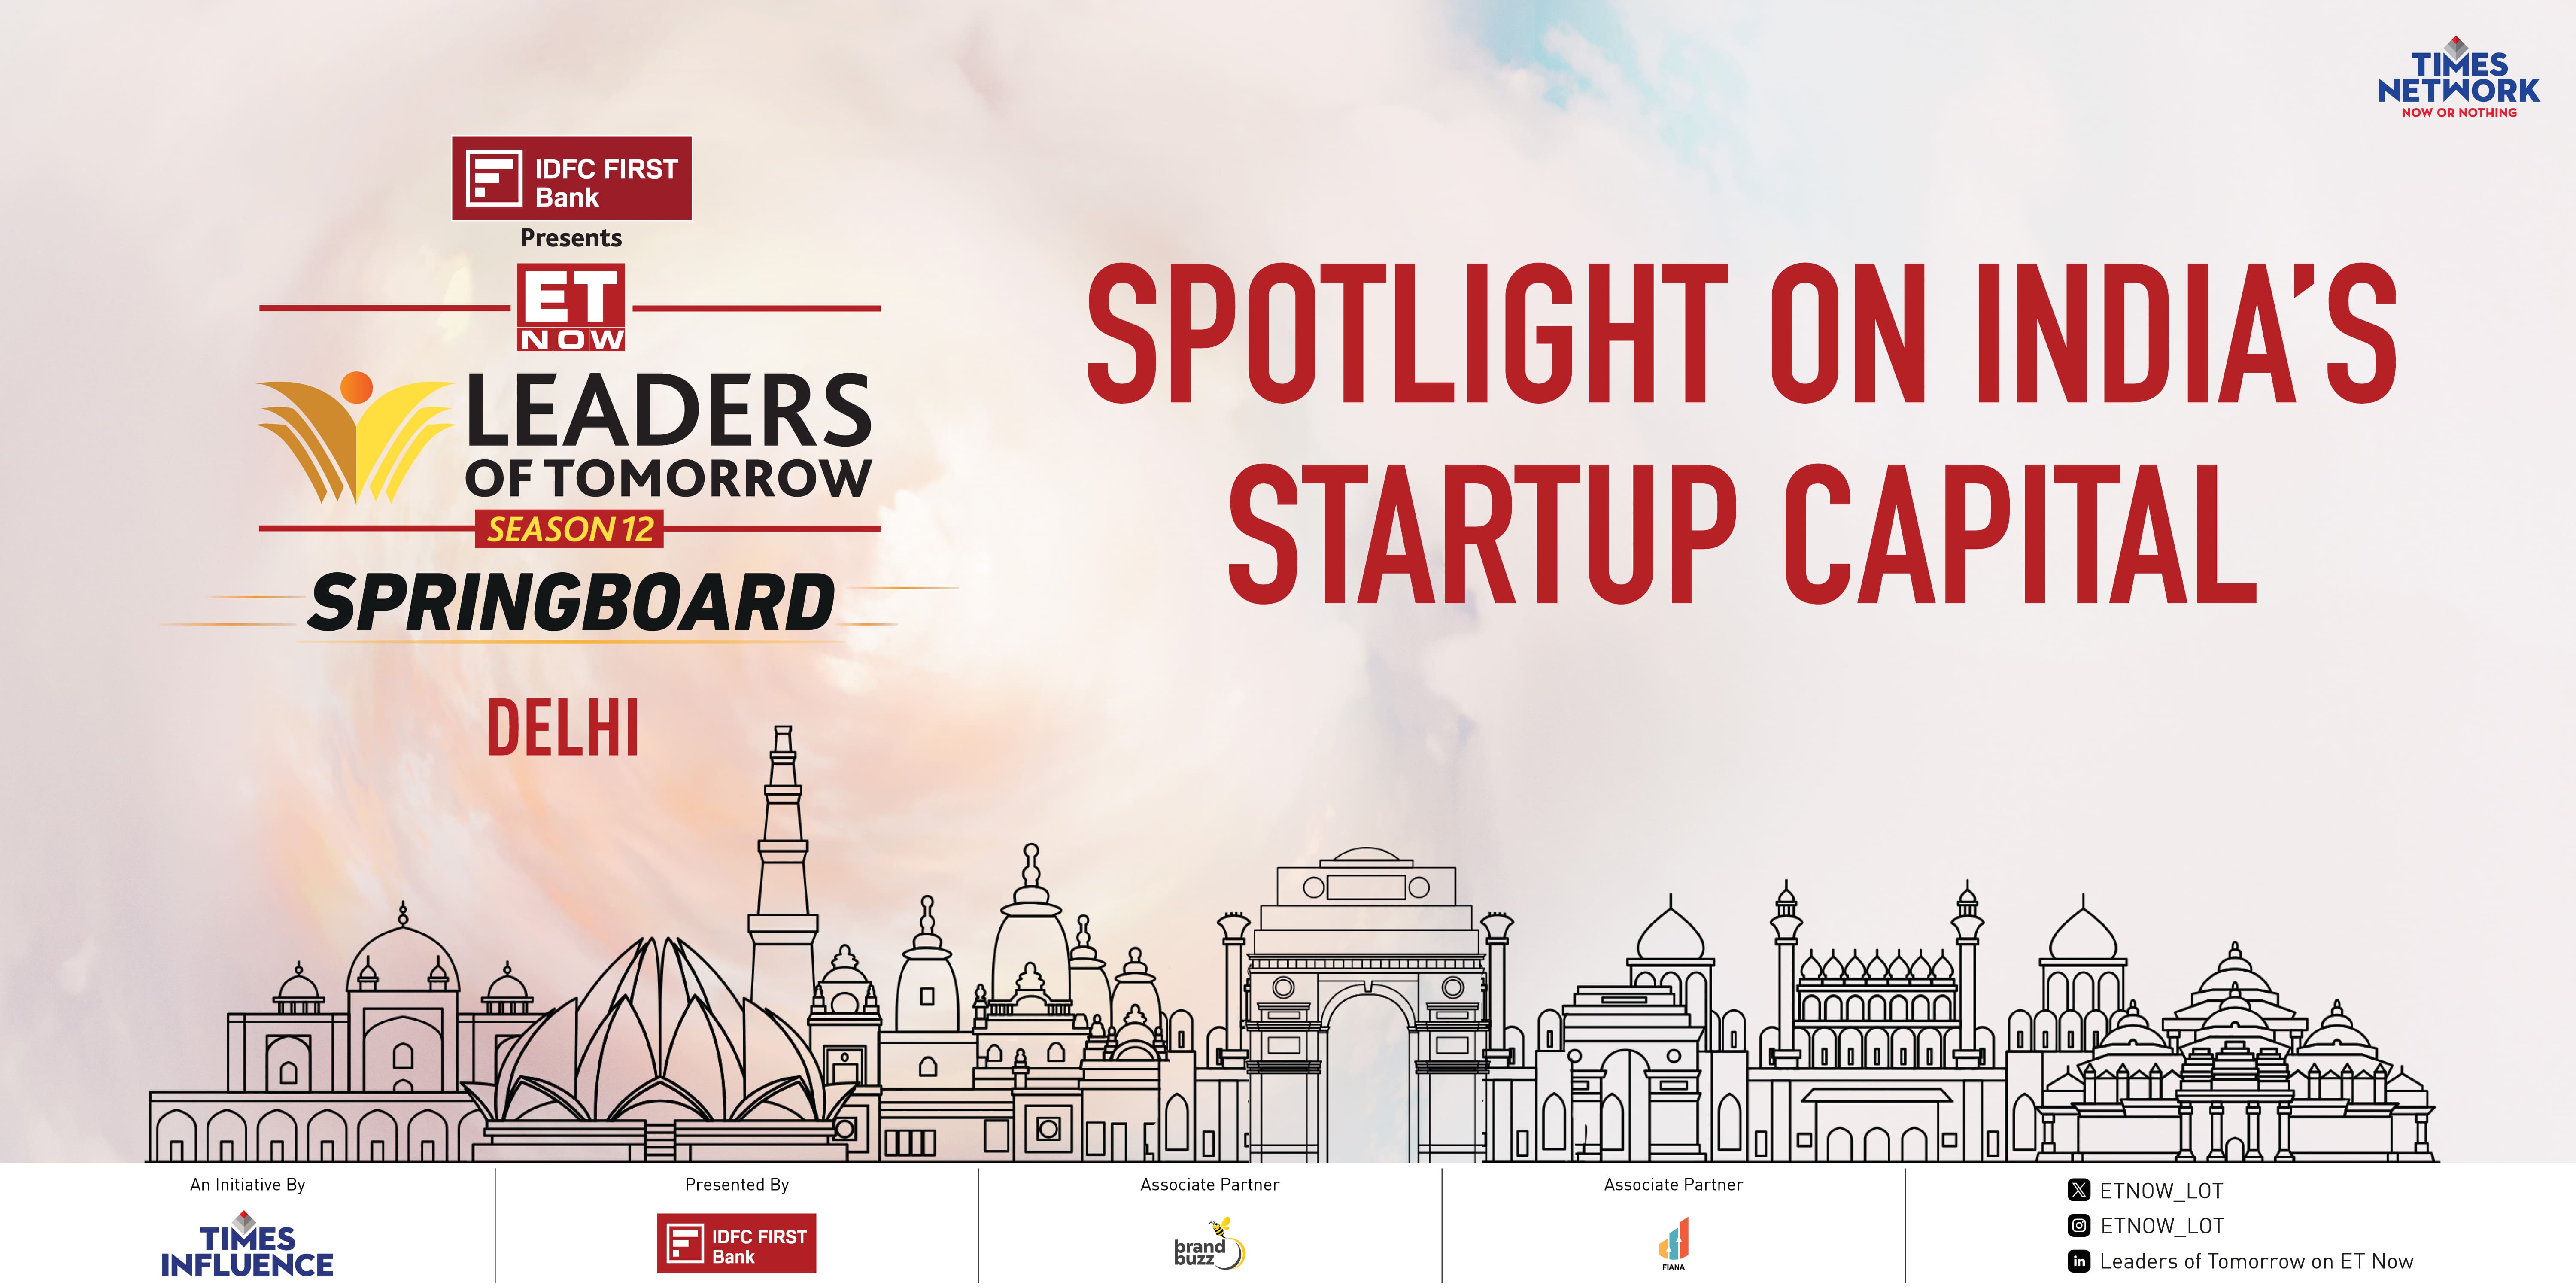 TIMES
NETWORK
NOW OR NOTHING
IDFC FIRST
Bank
Presents
ET
NOW
LEADERS
OF TOMORROW
SEASON 12
SPRINGBOARD
DELHI
SPOTLIGHT ON INDIA'S
STARTUP CAPITAL
An Initiative By
TIMES
INFLUENCE
Presented By
IDFC FIRST
Bank
Associate Partner
brand
buzz
Associate Partner
FIANA
ETNOW_LOT
ETNOW_LOT
in
Leaders of Tomorrow on ET Now